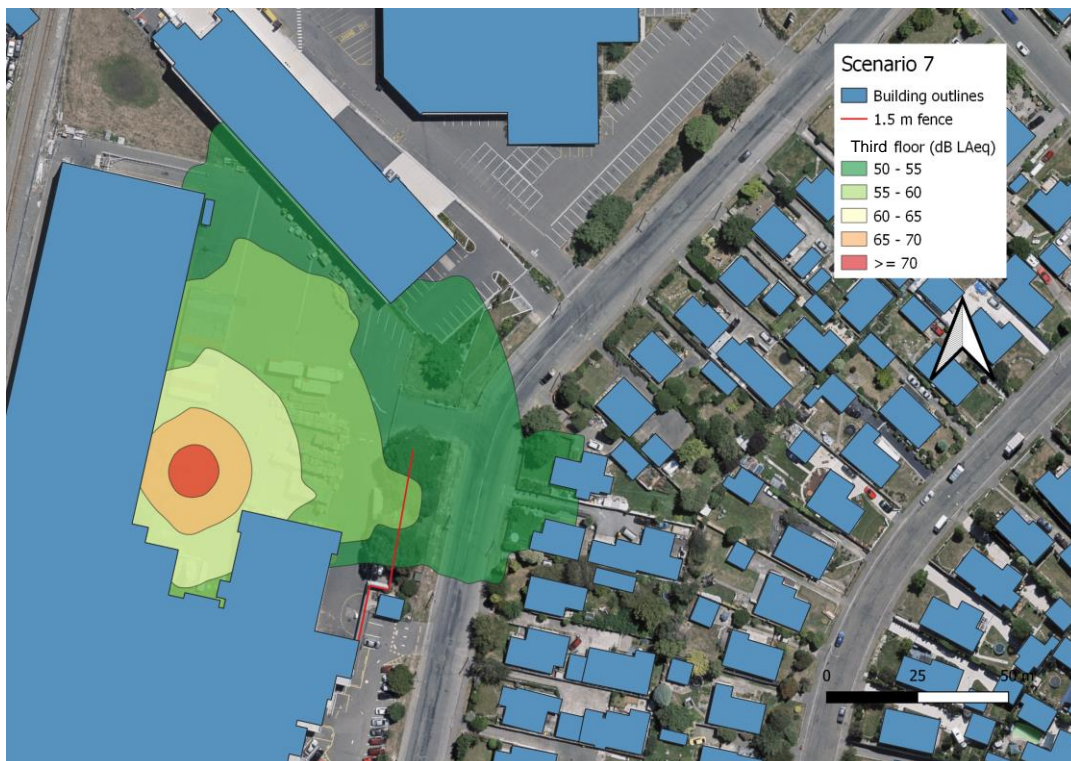 Scenario 7
Building outlines
1.5 m fence
Third floor (dB LAeq)
50 - 55
55 - 60
60 - 65
65 - 70
>= 70
0 25 50 m